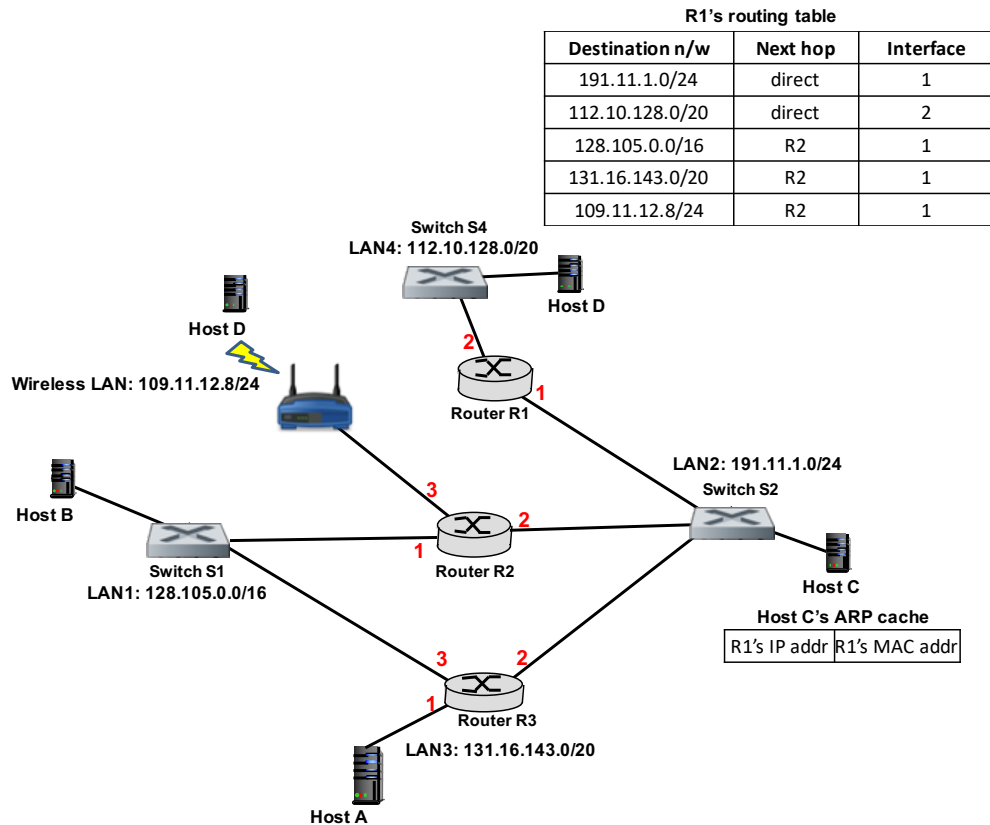 R1's routing table
Destination n/w Next hop Interface
191.11.1.0/24 direct 1
112.10.128.0/20 direct 2
128.105.0.0/16 R2 1
131.16.143.0/20 R2 1
109.11.12.8/24 R2 1
Switch S4
LAN4: 112.10.128.0/20
Host D
Host D
2
Wireless LAN: 109.11.12.8/24
1
Router R1
LAN2: 191.11.1.0/24
Switch S2
3
Host B
2
1
Router R2
Switch S1
LAN1: 128.105.0.0/16
Host C
Host C's ARP cache
R1's IP addr R1's MAC addr
3
2
1
Router R3
LAN3: 131.16.143.0/20
Host A